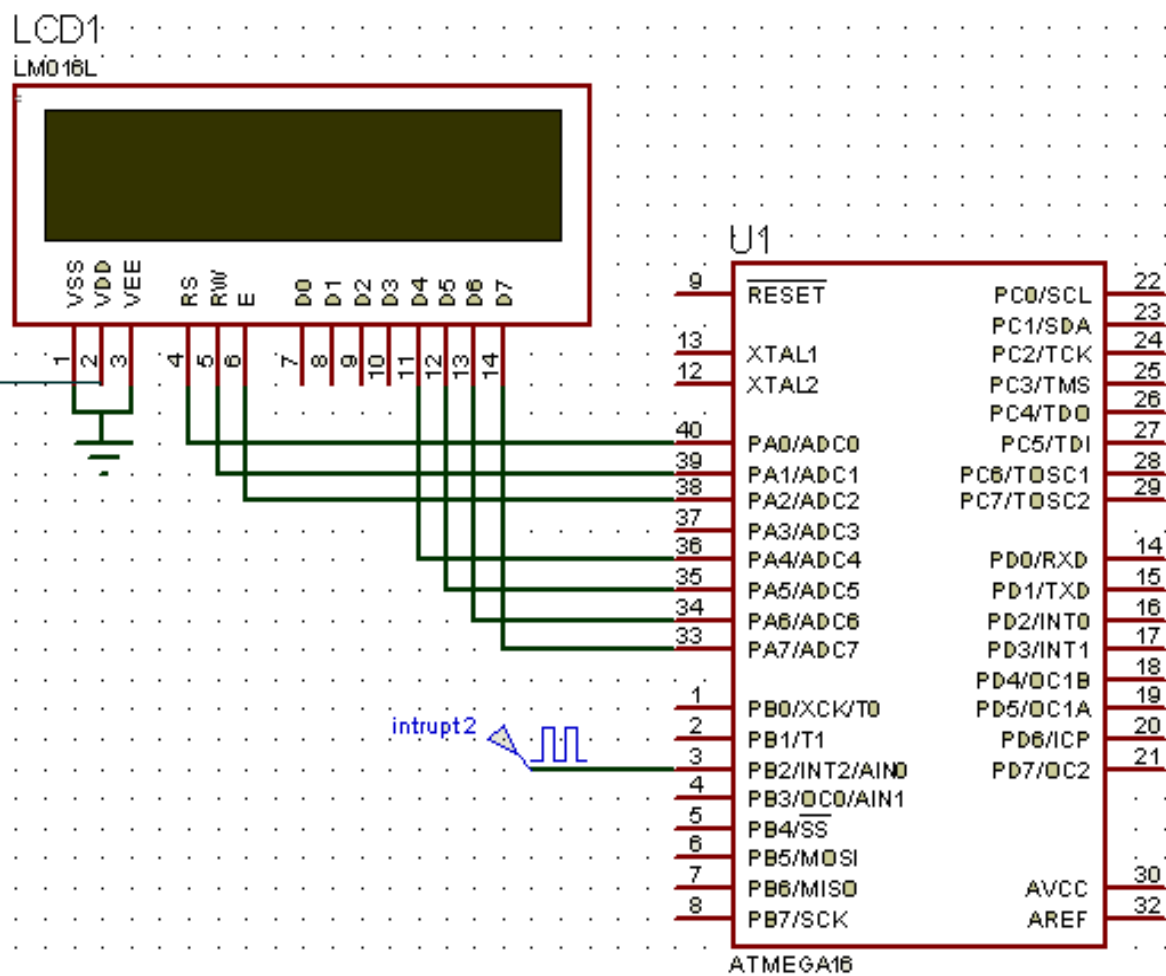 LCD1
LM016L
VSS
VDD
VEE
RS
RW
E
D0
D1
D2
D3
D4
D5
D6
D7
1
2
3
4
5
6
7
8
9
10
11
12
13
14
U1
9 RESET
13 XTAL1
12 XTAL2
40 PA0/ADC0
39 PA1/ADC1
38 PA2/ADC2
37 PA3/ADC3
36 PA4/ADC4
35 PA5/ADC5
34 PA6/ADC6
33 PA7/ADC7
1 PB0/XCK/T0
2 PB1/T1
intrupt2
3 PB2/INT2/AIN0
4 PB3/OC0/AIN1
5 PB4/SS
6 PB5/MOSI
7 PB6/MISO
8 PB7/SCK
PC0/SCL 22
PC1/SDA 23
PC2/TCK 24
PC3/TMS 25
PC4/TDO 26
PC5/TDI 27
PC6/TOSC1 28
PC7/TOSC2 29
PD0/RXD 14
PD1/TXD 15
PD2/INT0 16
PD3/INT1 17
PD4/OC1B 18
PD5/OC1A 19
PD6/ICP 20
PD7/OC2 21
AVCC 30
AREF 32
ATMEGA16